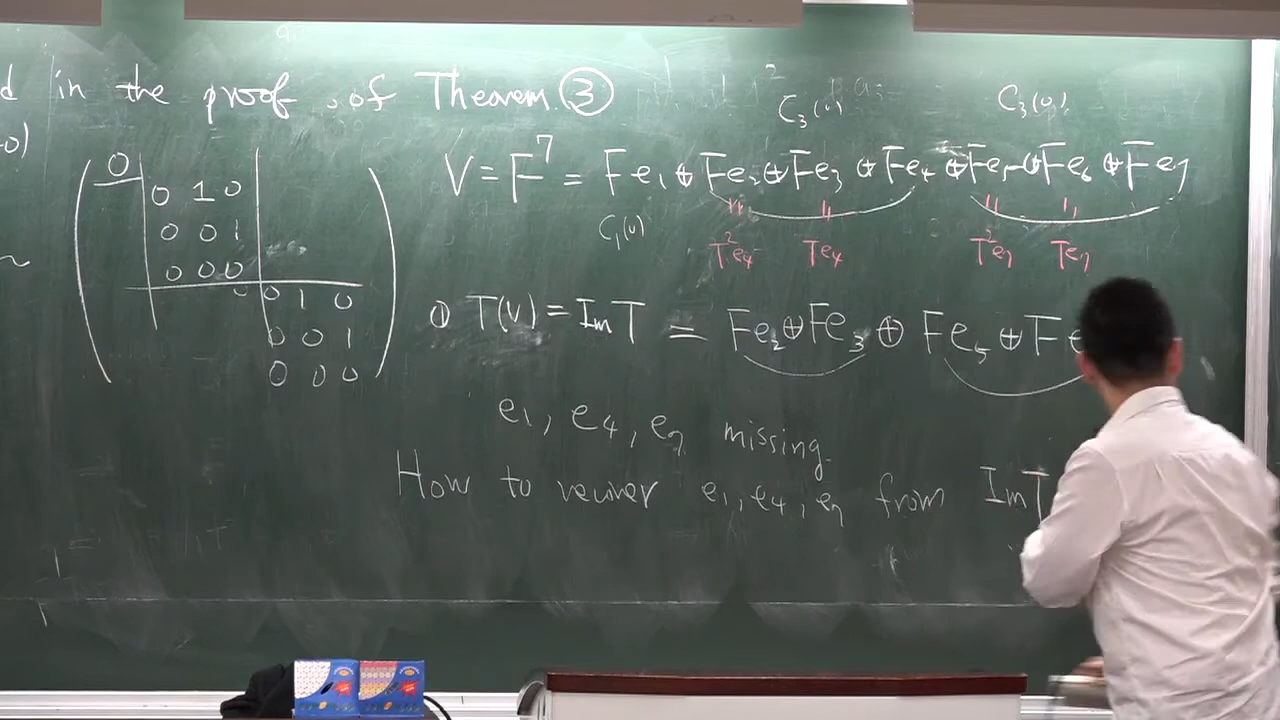 d in the proof of Theorem ③
0)
~
0
0 1 0
0 0 1
0 0 0
0 1 0
0 0 1
0 0 0
C₃(v) C₃(v)
V = F⁷ = Fe₁ ⊕ Fe₂ ⊕ Fe₃ ⊕ Fe₄ ⊕ Fe₅ ⊕ Fe₆ ⊕ Fe₇
C₁(v)
T²e₄ Te₄ T²e₇ Te₇
① T(V) = Im T = Fe₂ ⊕ Fe₃ ⊕ Fe₅ ⊕ Fe
e₁, e₄, e₇ missing.
How to recover e₁, e₄, e₇ from Im T